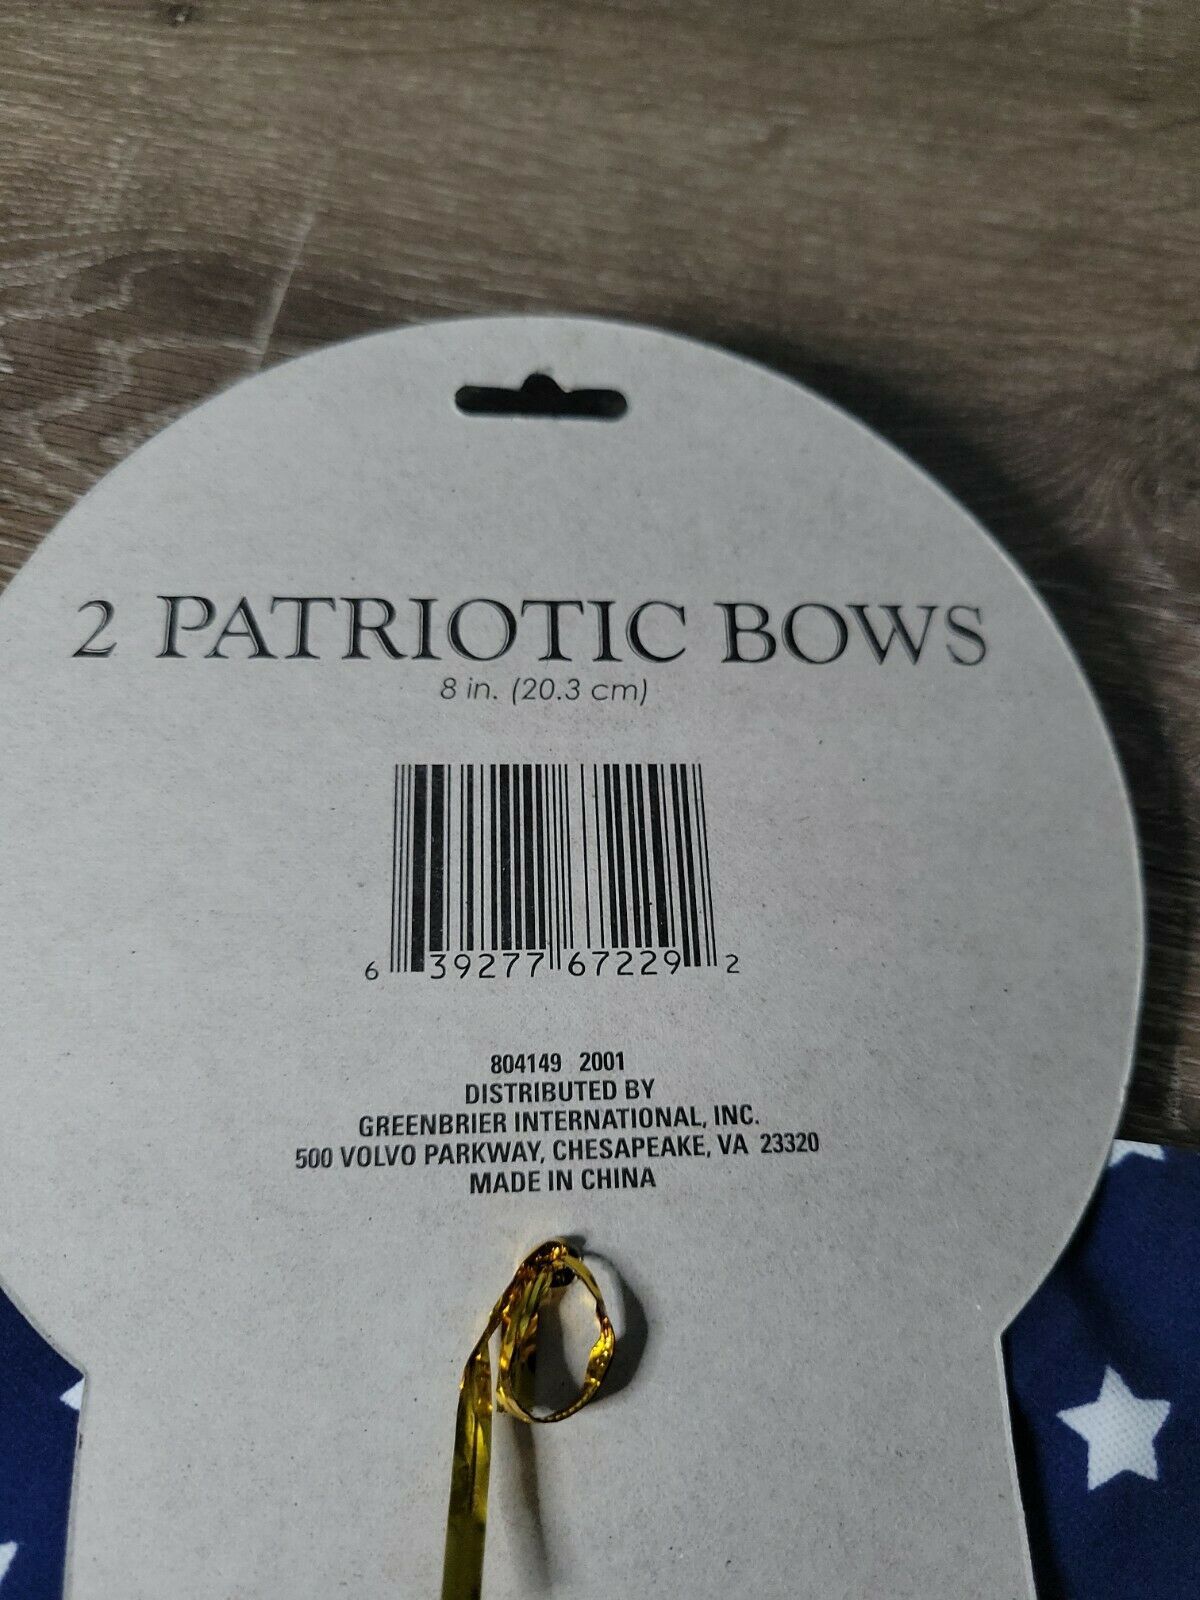 2 PATRIOTIC BOWS
8 in. (20.3 cm)
6 39277 67229 2
804149 2001
DISTRIBUTED BY
GREENBRIER INTERNATIONAL, INC.
500 VOLVO PARKWAY, CHESAPEAKE, VA 23320
MADE IN CHINA